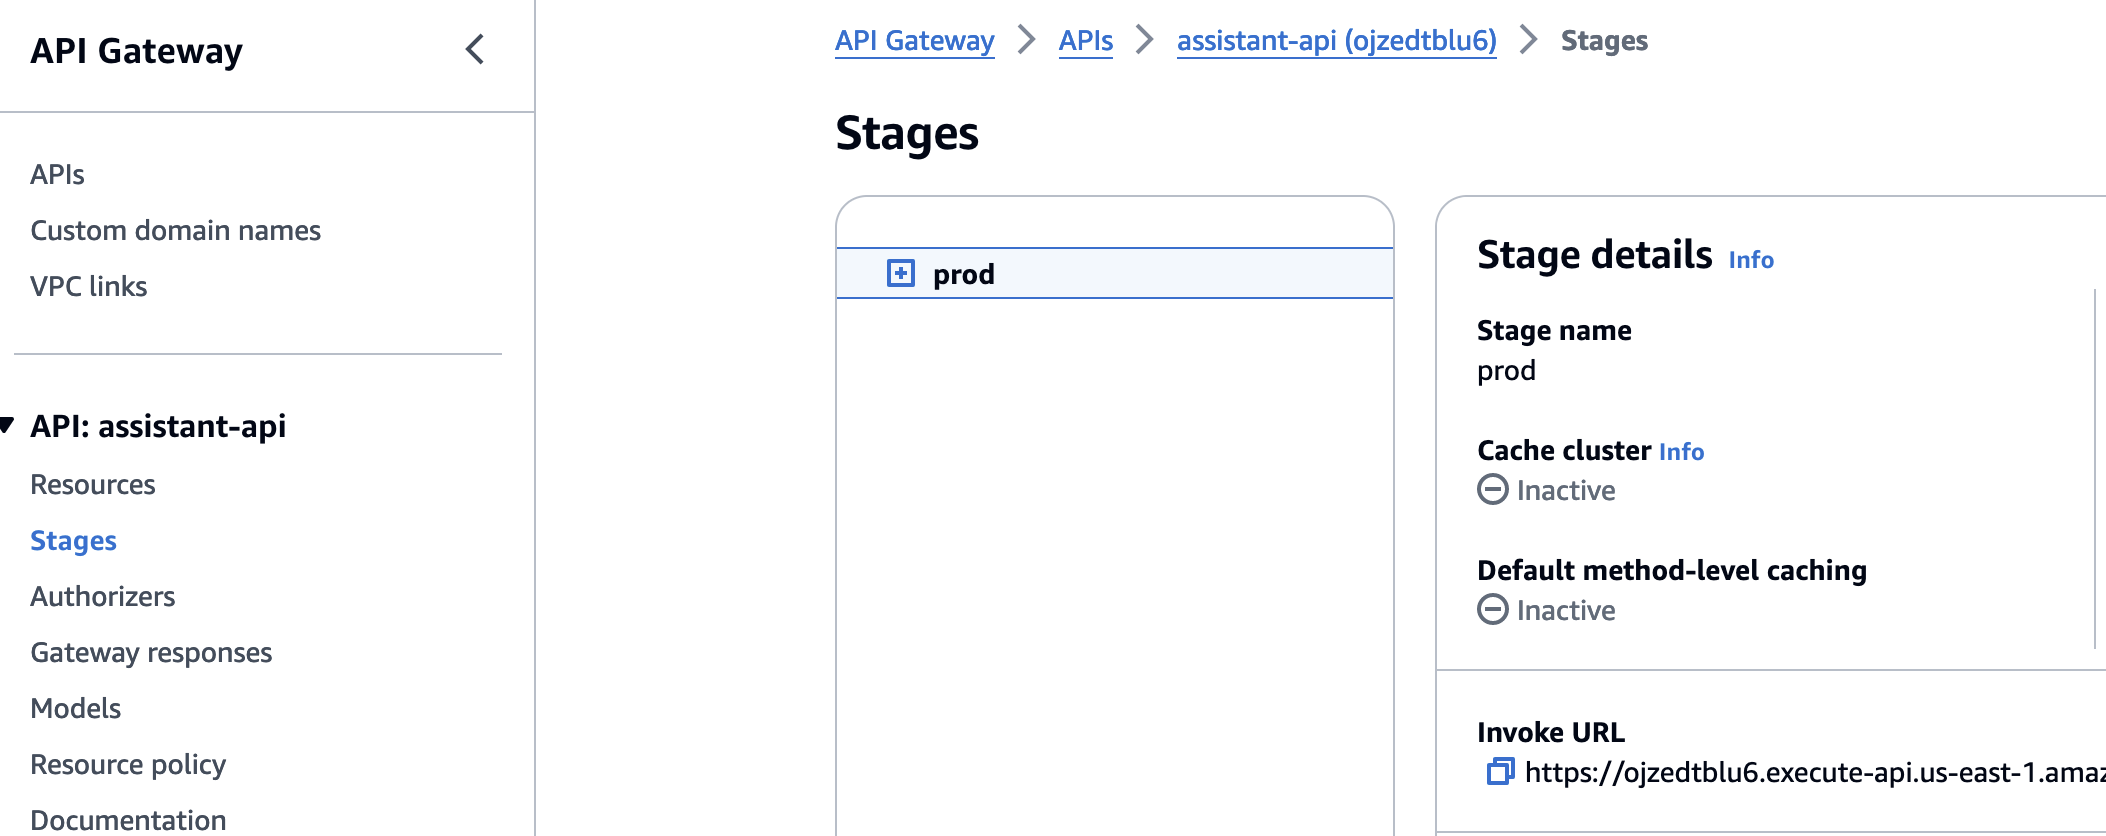 API Gateway
APIs
Custom domain names
VPC links
API: assistant-api
Resources
Stages
Authorizers
Gateway responses
Models
Resource policy
Documentation
API Gateway > APIs > assistant-api (ojzedtblu6) > Stages
Stages
prod
Stage details Info
Stage name
prod
Cache cluster Info
Inactive
Default method-level caching
Inactive
Invoke URL
https://ojzedtblu6.execute-api.us-east-1.amaz